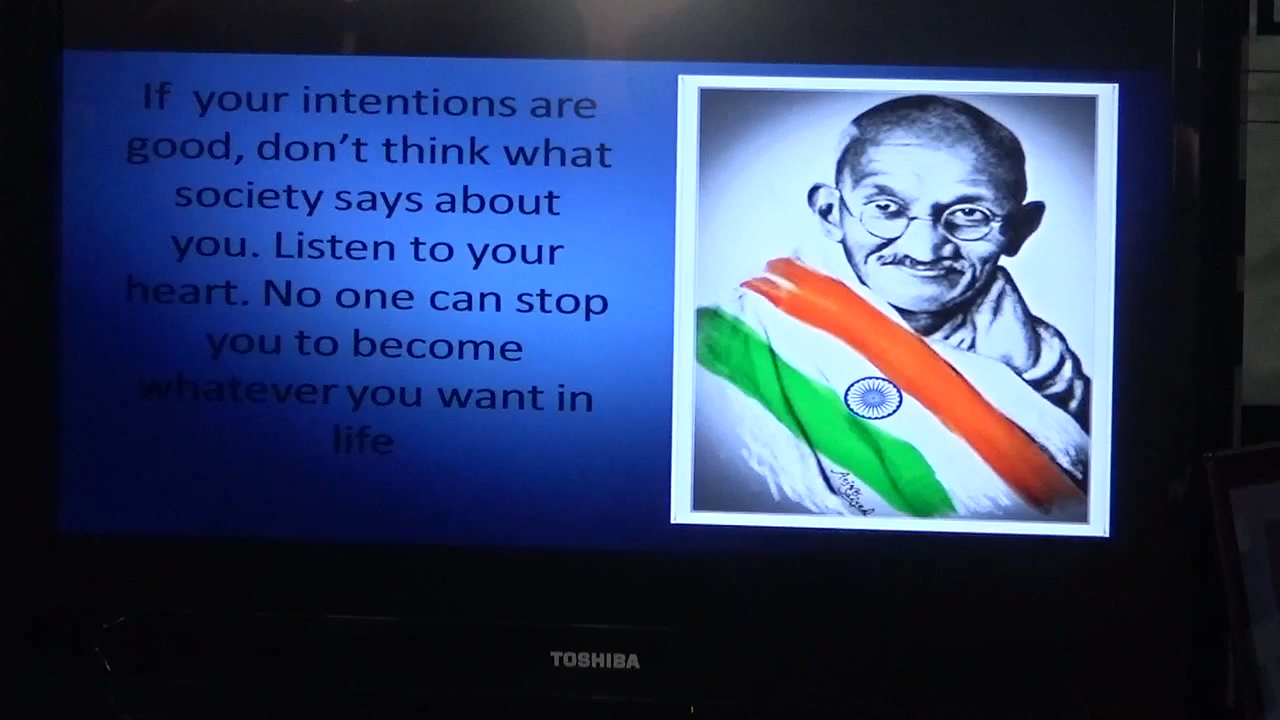 If your intentions are
good, don't think what
society says about
you. Listen to your
heart. No one can stop
you to become
whatever you want in
life
TOSHIBA